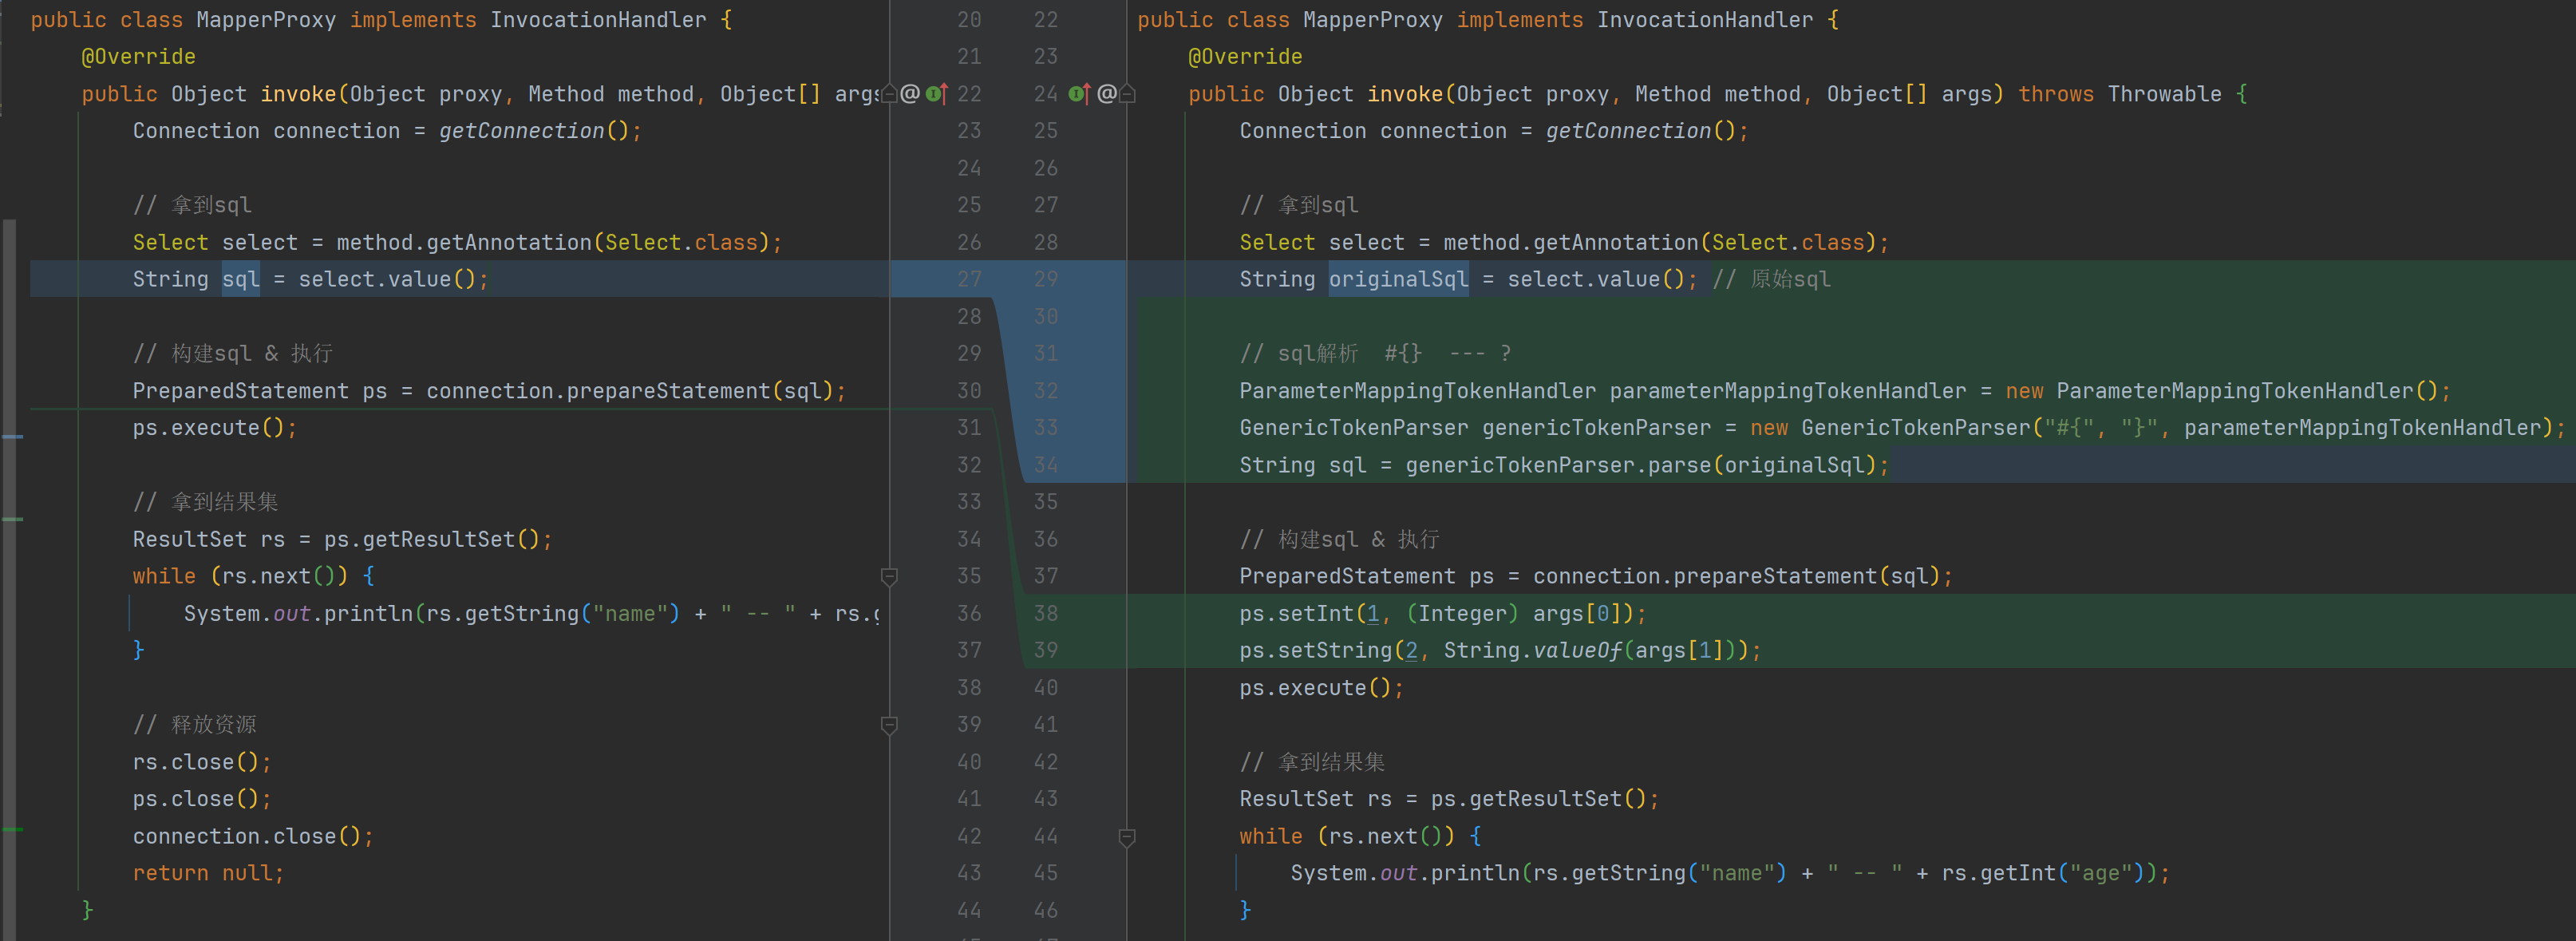 public class MapperProxy implements InvocationHandler {
@Override
public Object invoke(Object proxy, Method method, Object[] args
Connection connection = getConnection();
// 拿到sql
Select select = method.getAnnotation(Select.class);
String sql = select.value();
// 构建sql & 执行
PreparedStatement ps = connection.prepareStatement(sql);
ps.execute();
// 拿到结果集
ResultSet rs = ps.getResultSet();
while (rs.next()) {
System.out.println(rs.getString("name") + " -- " + rs.g
}
// 释放资源
rs.close();
ps.close();
connection.close();
return null;
}
20 22
21 23
@ 22 24 @
23 25
24 26
25 27
26 28
27 29
28 30
29 31
30 32
31 33
32 34
33 35
34 36
35 37
36 38
37 39
38 40
39 41
40 42
41 43
42 44
43 45
44 46
public class MapperProxy implements InvocationHandler {
@Override
public Object invoke(Object proxy, Method method, Object[] args) throws Throwable {
Connection connection = getConnection();
// 拿到sql
Select select = method.getAnnotation(Select.class);
String originalSql = select.value(); // 原始sql
// sql解析  #{}  --- ?
ParameterMappingTokenHandler parameterMappingTokenHandler = new ParameterMappingTokenHandler();
GenericTokenParser genericTokenParser = new GenericTokenParser("#{", "}", parameterMappingTokenHandler);
String sql = genericTokenParser.parse(originalSql);
// 构建sql & 执行
PreparedStatement ps = connection.prepareStatement(sql);
ps.setInt(1, (Integer) args[0]);
ps.setString(2, String.valueOf(args[1]));
ps.execute();
// 拿到结果集
ResultSet rs = ps.getResultSet();
while (rs.next()) {
System.out.println(rs.getString("name") + " -- " + rs.getInt("age"));
}